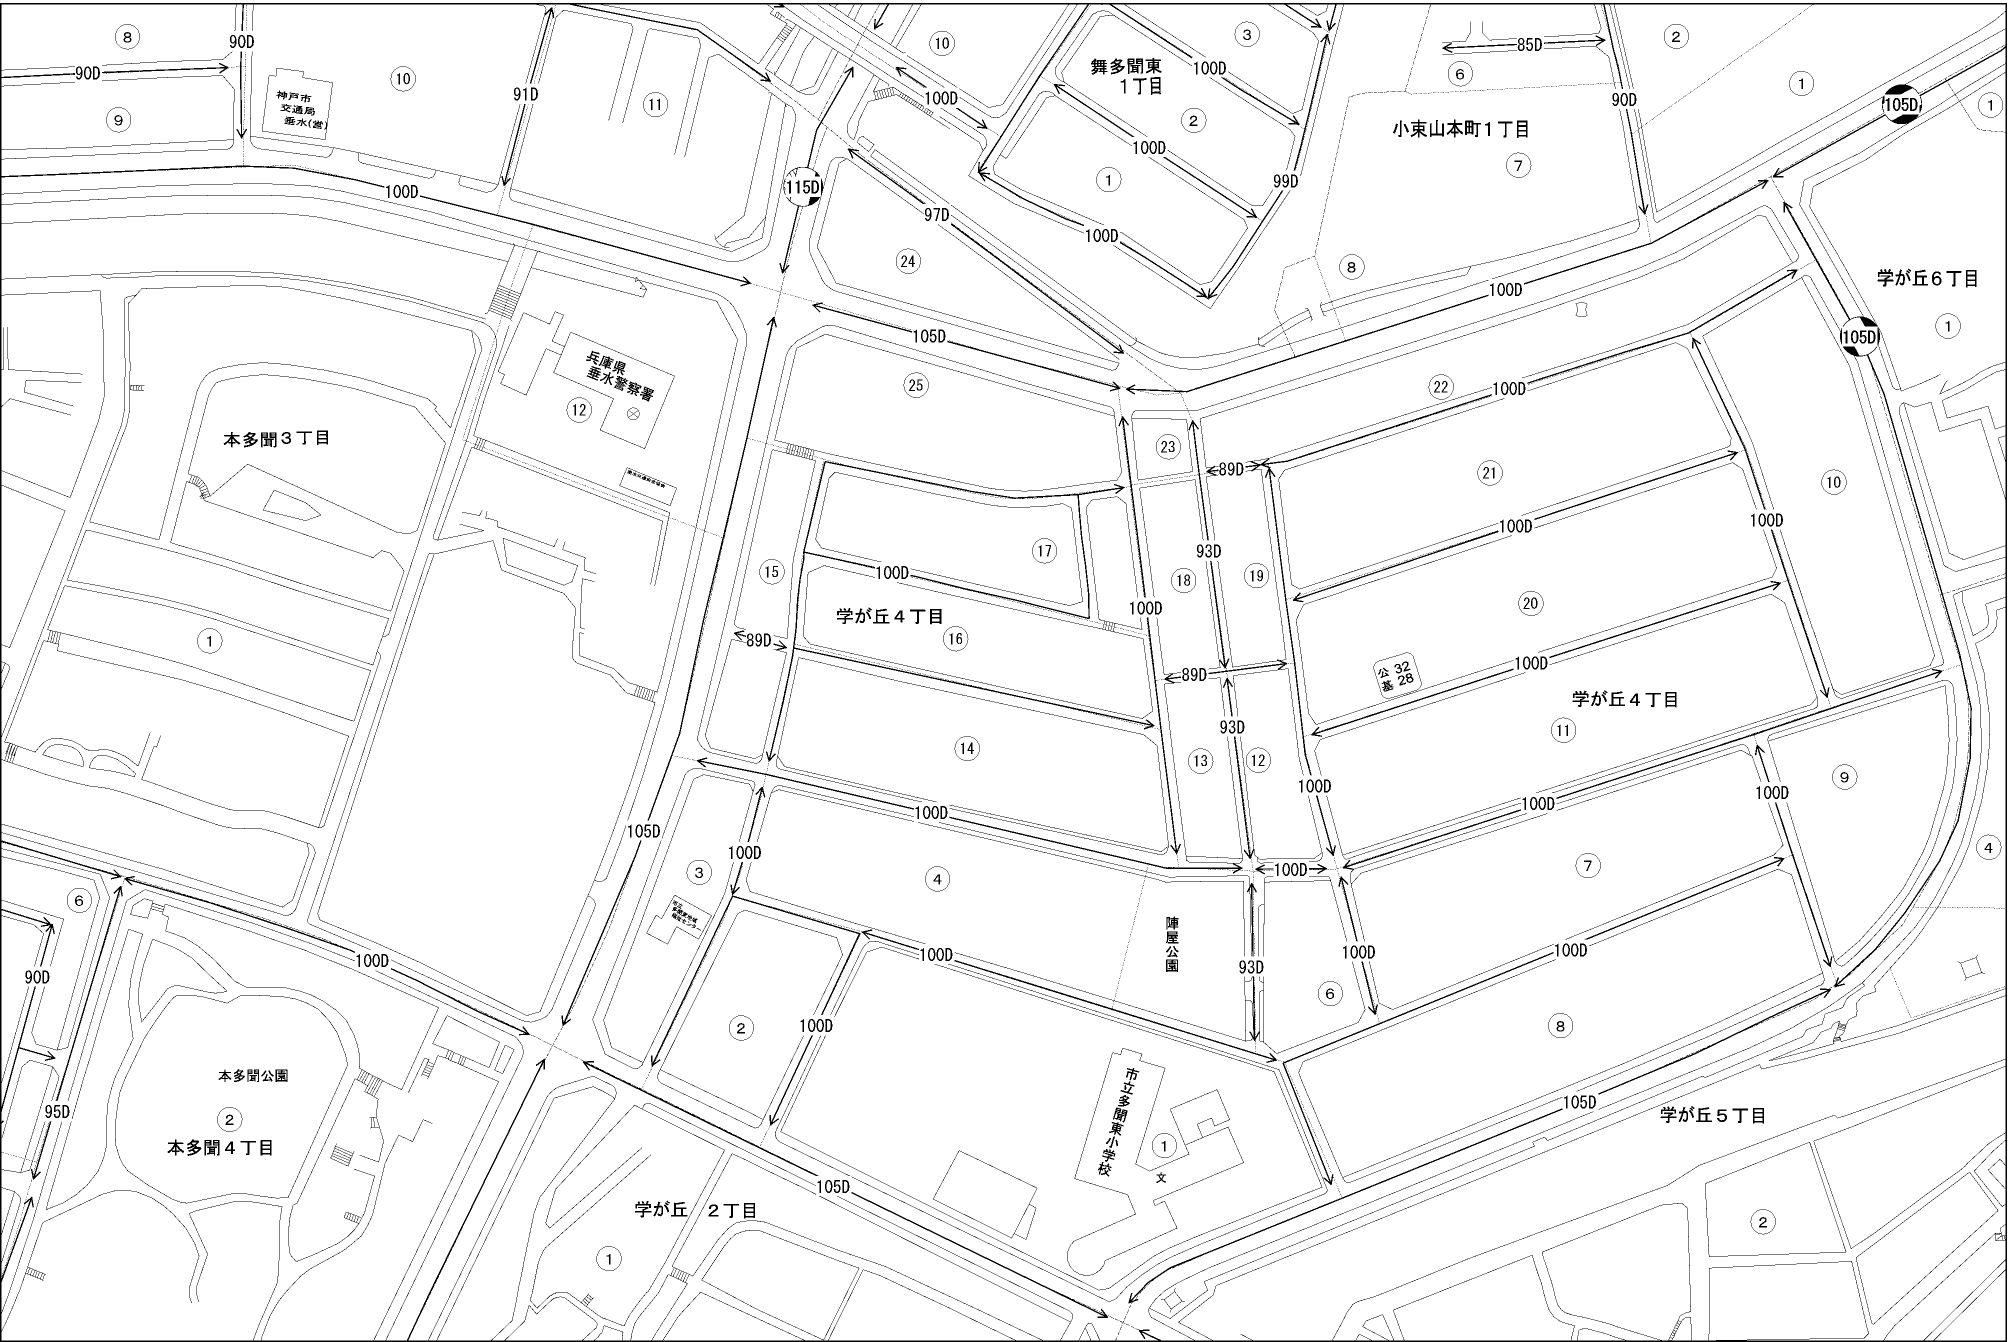 8
90D
90D
9
神戸市
交通局
垂水(営)
10
91D
11
100D
115D
10
100D
97D
24
舞多聞東
1丁目
3
100D
2
100D
1
99D
100D
85D
6
90D
2
小束山本町1丁目
7
8
1
105D
1
学が丘6丁目
1
105D
100D
105D
25
兵庫県
垂水警察署
12
本多聞3丁目
1
22
100D
23
89D
21
100D
10
100D
93D
19
18
17
100D
15
学が丘4丁目
16
100D
89D
20
100D
公 32
基 28
学が丘4丁目
11
89D
93D
14
13
12
100D
100D
9
100D
100D
105D
100D
3
4
100D
7
4
6
90D
100D
陣屋公園
100D
93D
100D
6
100D
2
100D
8
本多聞公園
2
本多聞4丁目
95D
市立多聞東小学校
1
文
105D
学が丘5丁目
105D
学が丘 2丁目
1
2